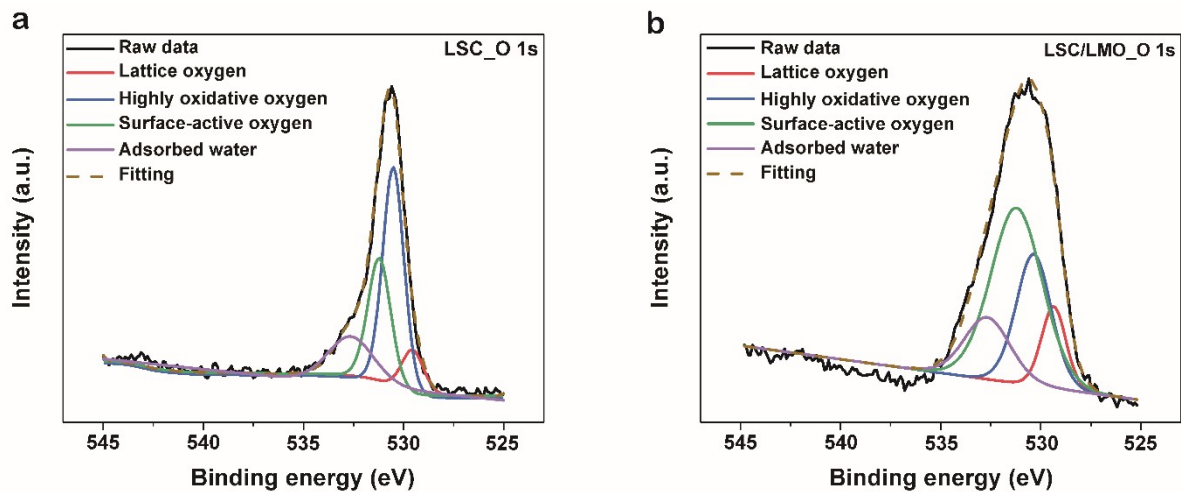 a
LSC_O 1s
Raw data
Lattice oxygen
Highly oxidative oxygen
Surface-active oxygen
Adsorbed water
Fitting
Intensity (a.u.)
545 540 535 530 525
Binding energy (eV)
b
LSC/LMO_O 1s
Raw data
Lattice oxygen
Highly oxidative oxygen
Surface-active oxygen
Adsorbed water
Fitting
Intensity (a.u.)
545 540 535 530 525
Binding energy (eV)